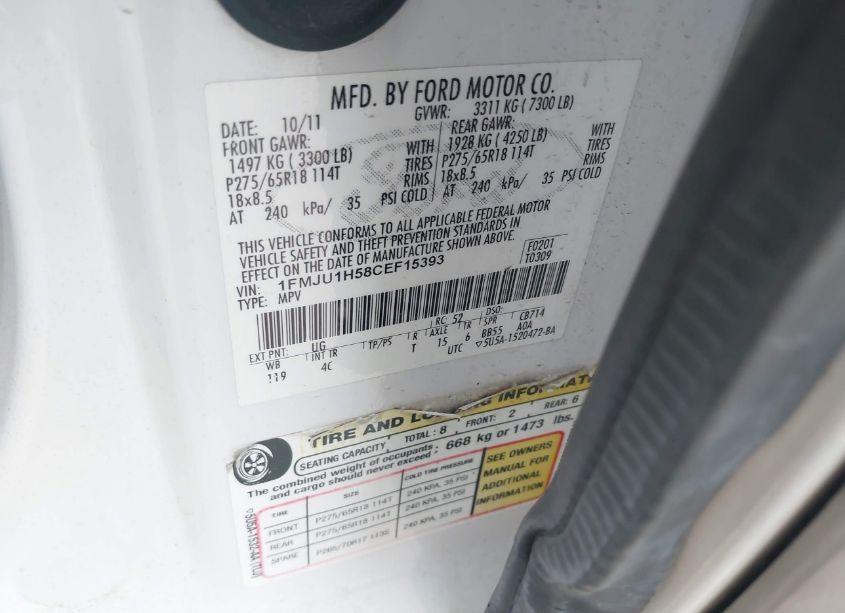 MFD. BY FORD MOTOR CO.
DATE: 10/11 GVWR: 3311 KG ( 7300 LB)
FRONT GAWR: REAR GAWR:
1497 KG ( 3300 LB) WITH 1928 KG ( 4250 LB) WITH
P275/65R18 114T TIRES P275/65R18 114T TIRES
18x8.5 RIMS 18x8.5 RIMS
AT 240 kPa/ 35 PSI COLD AT 240 kPa/ 35 PSI COLD
THIS VEHICLE CONFORMS TO ALL APPLICABLE FEDERAL MOTOR
VEHICLE SAFETY AND THEFT PREVENTION STANDARDS IN
EFFECT ON THE DATE OF MANUFACTURE SHOWN ABOVE.
VIN: 1FMJU1H58CEF15393 F0201
TYPE: MPV T0309
RC: 52 DSO:
EXT PNT: UG
WB INT TR TP/PS R AXLE TR SPR CB714
119 4C T 15 6 BB55 AOA
UTC ▽5U5A-1520472-BA
TIRE AND LOADING INFORMATI
SEATING CAPACITY, TOTAL: 8 FRONT: 2 REAR: 6
The combined weight of occupants
and cargo should never exceed: 668 kg or 1473 lbs.
TIRE SIZE COLD TIRE PRESSURE
FRONT P275/65R18 114T 240 KPA, 35 PSI
REAR P275/65R18 114T 240 KPA, 35 PSI
SPARE 240 KPA, 35 PSI
SEE OWNERS
MANUAL FOR
ADDITIONAL
INFORMATION